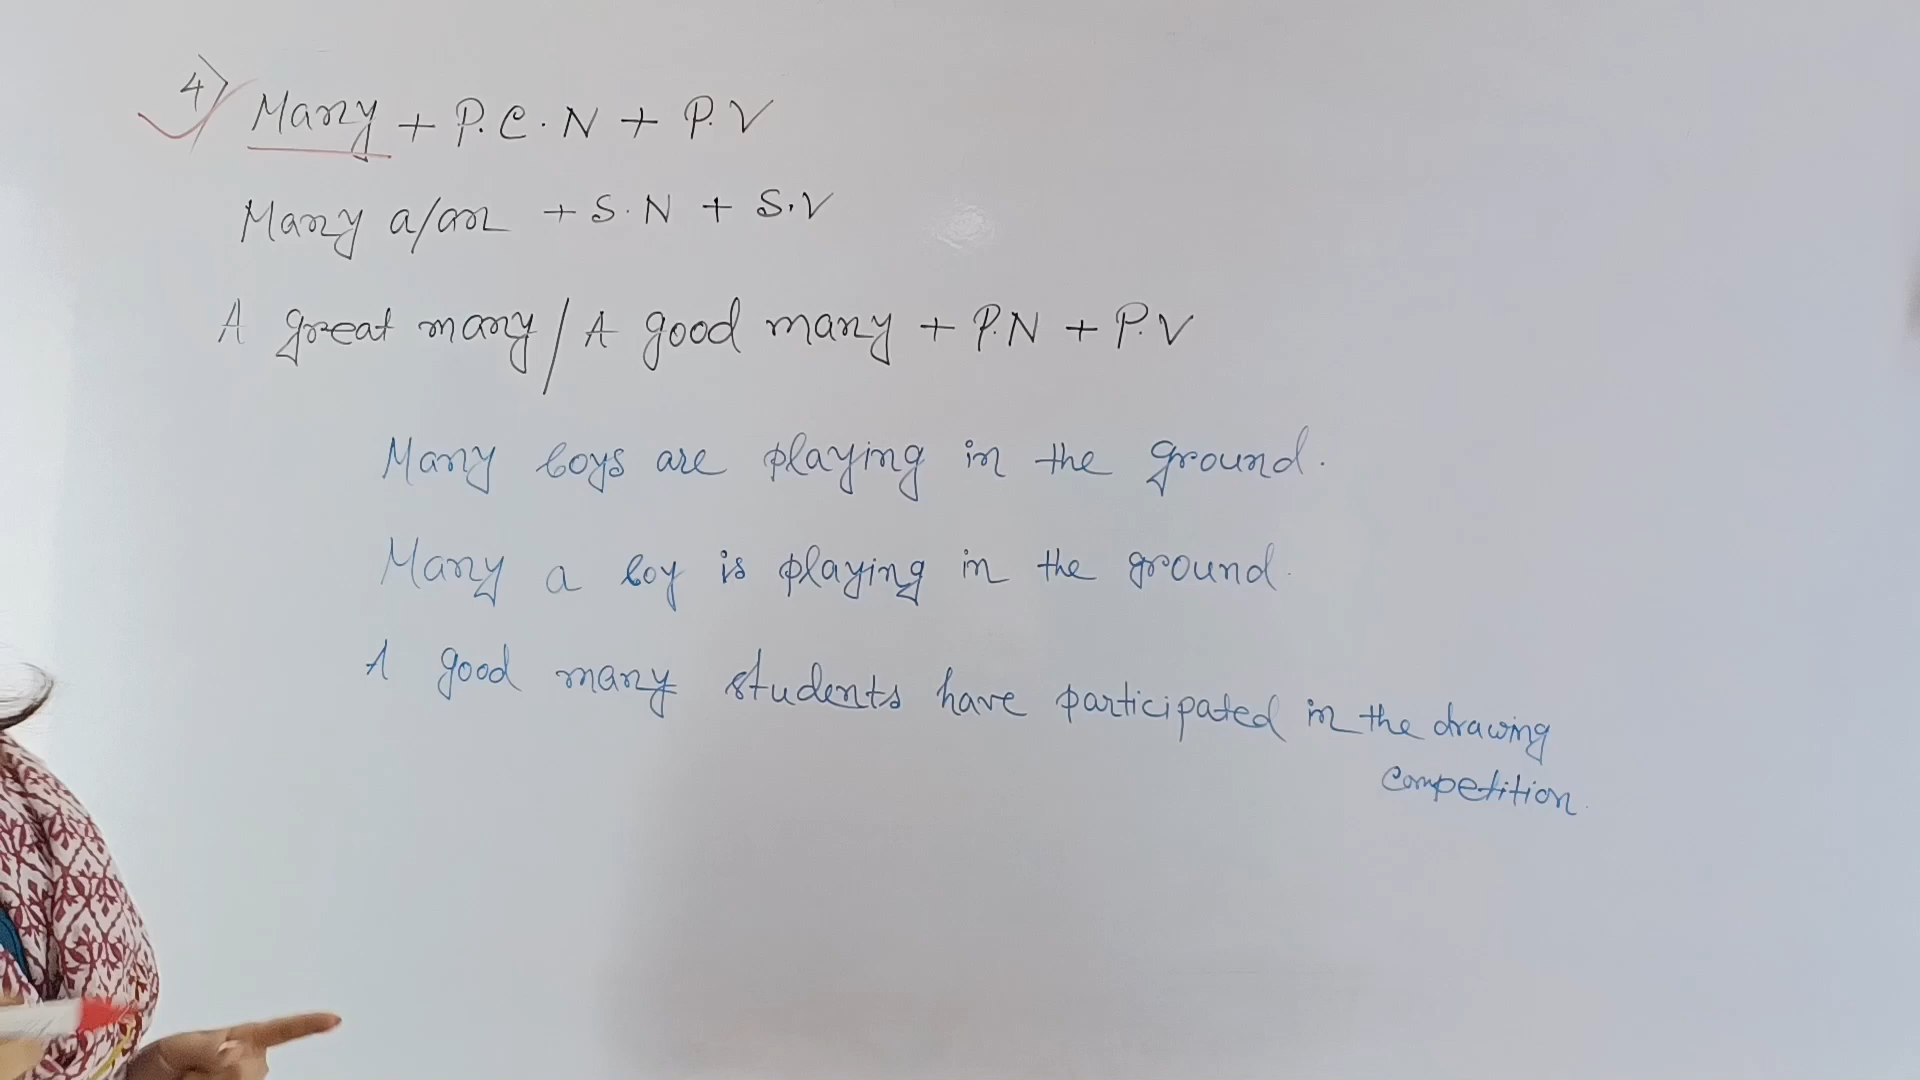 4) Many + P.C.N + P.V
Many a/an + S.N + S.V
A great many / A good many + P.N + P.V
Many boys are playing in the ground.
Many a boy is playing in the ground.
A good many students have participated in the drawing
competition.